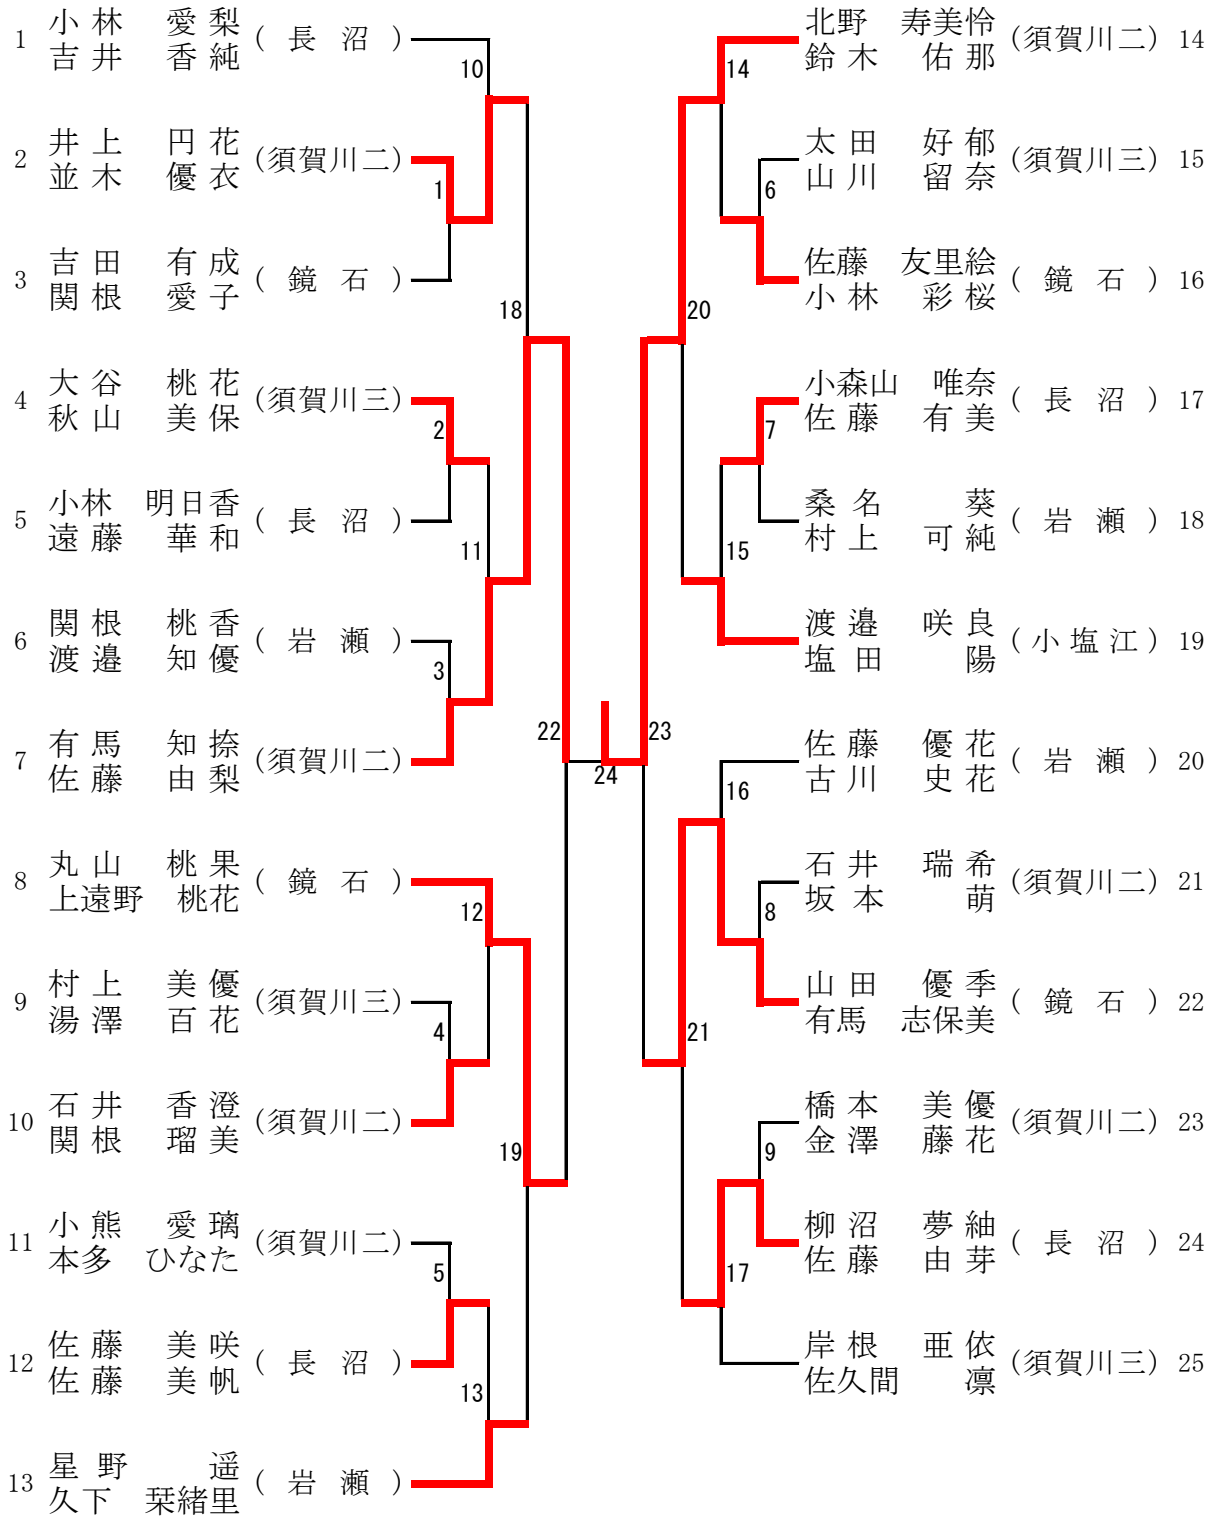 1 小林 愛梨 (長沼)
吉井 香純
2 井上 円花 (須賀川二)
並木 優衣
3 吉田 有成 (鏡石)
関根 愛子
4 大谷 桃花 (須賀川三)
秋山 美保
5 小林 明日香 (長沼)
遠藤 華和
6 関根 桃香 (岩瀬)
渡邉 知優
7 有馬 知捺 (須賀川二)
佐藤 由梨
8 丸山 桃果 (鏡石)
上遠野 桃花
9 村上 美優 (須賀川三)
湯澤 百花
10 石井 香澄 (須賀川二)
関根 瑠美
11 小熊 愛璃 (須賀川二)
本多 ひなた
12 佐藤 美咲 (長沼)
佐藤 美帆
13 星野 遥 (岩瀬)
久下 栞緒里
10
1
18
2
11
3
22
12
4
19
5
13
24
14
6
20
7
15
23
16
8
21
9
17
北野 寿美怜 (須賀川二) 14
鈴木 佑那
太田 好郁 (須賀川三) 15
山川 留奈
佐藤 友里絵 (鏡石) 16
小林 彩桜
小森山 唯奈 (長沼) 17
佐藤 有美
桑名 葵 (岩瀬) 18
村上 可純
渡邉 咲良 (小塩江) 19
塩田 陽
佐藤 優花 (岩瀬) 20
古川 史花
石井 瑞希 (須賀川二) 21
坂本 萌
山田 優季 (鏡石) 22
有馬 志保美
橋本 美優 (須賀川二) 23
金澤 藤花
柳沼 夢紬 (長沼) 24
佐藤 由芽
岸根 亜依 (須賀川三) 25
佐久間 凛